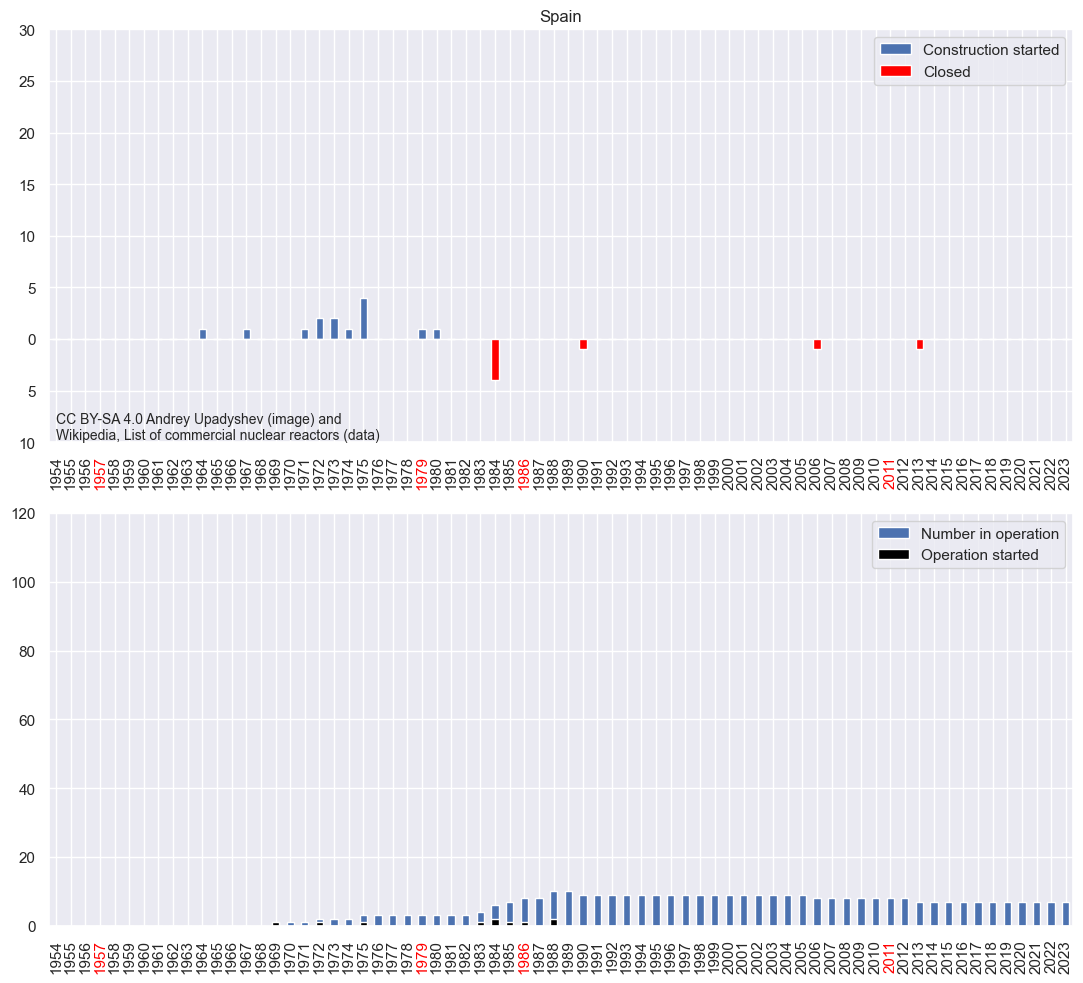 Spain
30
25
20
15
10
5
0
5
10
Construction started
Closed
CC BY-SA 4.0 Andrey Upadyshev (image) and
Wikipedia, List of commercial nuclear reactors (data)
1954 1955 1956 1957 1958 1959 1960 1961 1962 1963 1964 1965 1966 1967 1968 1969 1970 1971 1972 1973 1974 1975 1976 1977 1978 1979 1980 1981 1982 1983 1984 1985 1986 1987 1988 1989 1990 1991 1992 1993 1994 1995 1996 1997 1998 1999 2000 2001 2002 2003 2004 2005 2006 2007 2008 2009 2010 2011 2012 2013 2014 2015 2016 2017 2018 2019 2020 2021 2022 2023
120
100
80
60
40
20
0
Number in operation
Operation started
1954 1955 1956 1957 1958 1959 1960 1961 1962 1963 1964 1965 1966 1967 1968 1969 1970 1971 1972 1973 1974 1975 1976 1977 1978 1979 1980 1981 1982 1983 1984 1985 1986 1987 1988 1989 1990 1991 1992 1993 1994 1995 1996 1997 1998 1999 2000 2001 2002 2003 2004 2005 2006 2007 2008 2009 2010 2011 2012 2013 2014 2015 2016 2017 2018 2019 2020 2021 2022 2023